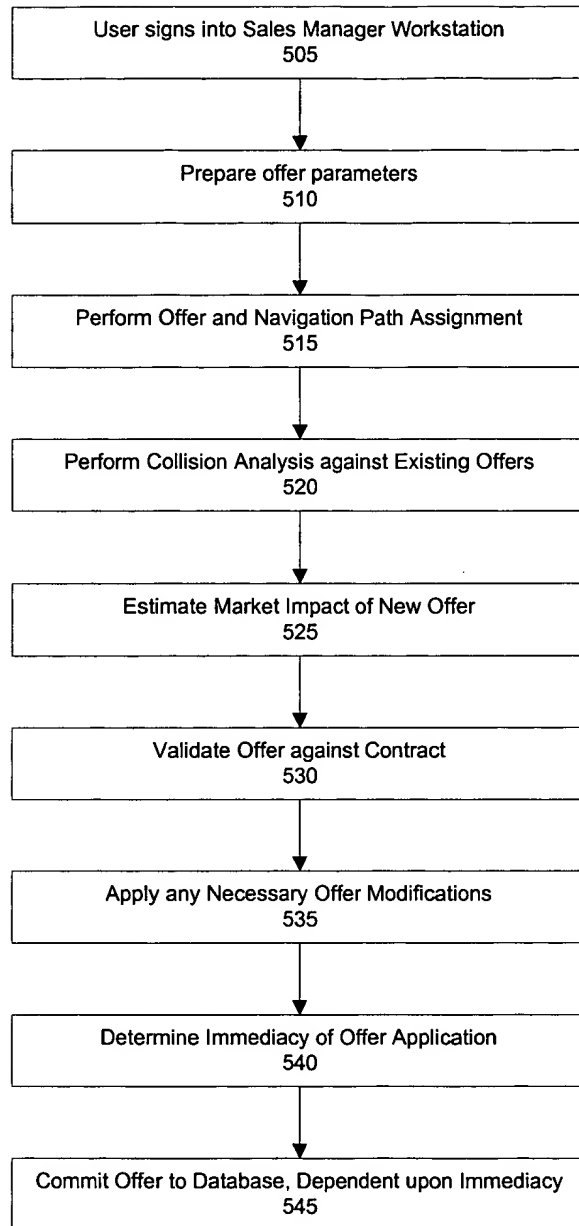 User signs into Sales Manager Workstation
505
Prepare offer parameters
510
Perform Offer and Navigation Path Assignment
515
Perform Collision Analysis against Existing Offers
520
Estimate Market Impact of New Offer
525
Validate Offer against Contract
530
Apply any Necessary Offer Modifications
535
Determine Immediacy of Offer Application
540
Commit Offer to Database, Dependent upon Immediacy
545